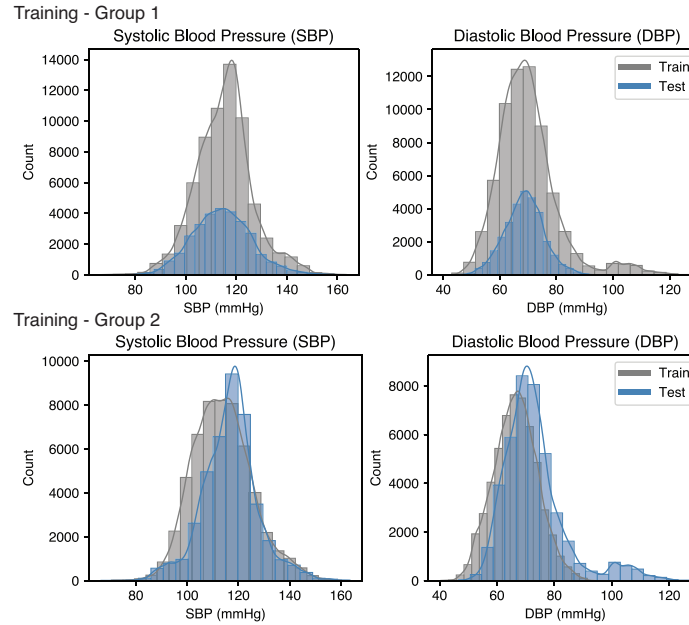 Training - Group 1
Systolic Blood Pressure (SBP)
14000
12000
10000
8000
6000
4000
2000
0
Count
80 100 120 140 160
SBP (mmHg)
Diastolic Blood Pressure (DBP)
Train
Test
12000
10000
8000
6000
4000
2000
0
Count
40 60 80 100 120
DBP (mmHg)
Training - Group 2
Systolic Blood Pressure (SBP)
10000
8000
6000
4000
2000
0
Count
80 100 120 140 160
SBP (mmHg)
Diastolic Blood Pressure (DBP)
Train
Test
8000
6000
4000
2000
0
Count
40 60 80 100 120
DBP (mmHg)